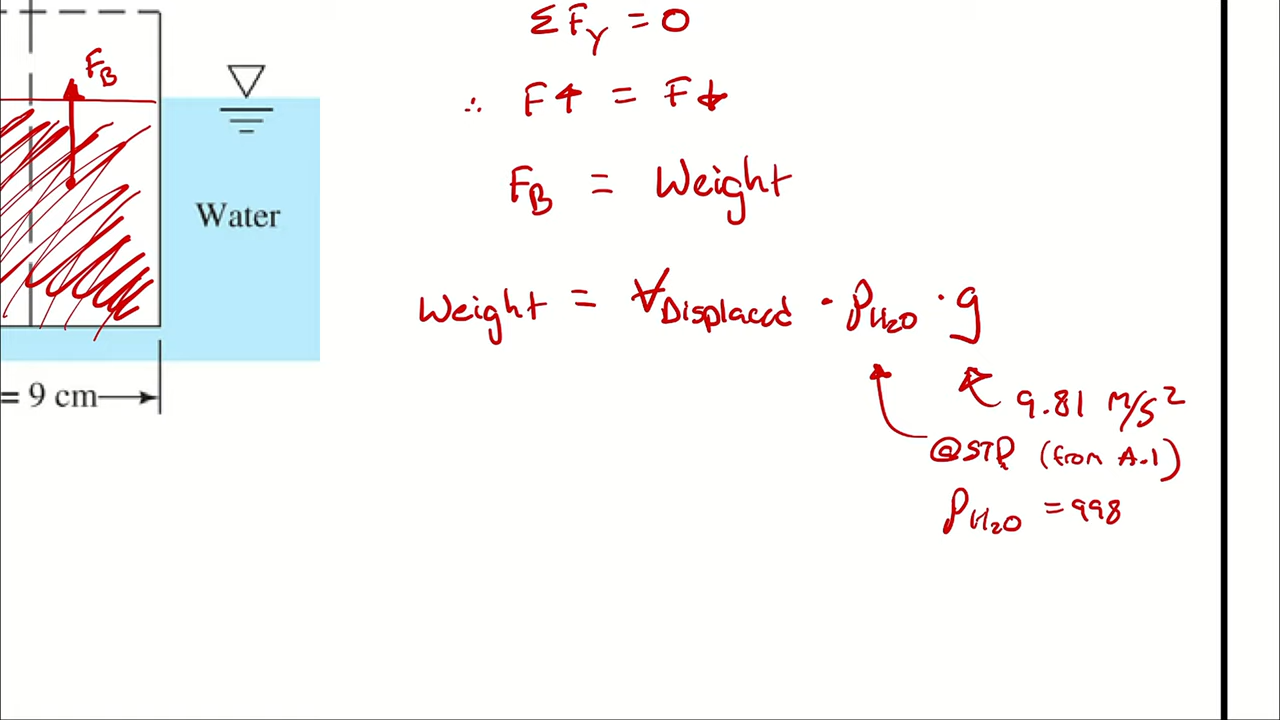 ΣF_Y = 0
F_B
∴ F↑ = F↓
F_B = Weight
Water
Weight = ∀_Displaced · ρ_H₂O · g
= 9 cm
9.81 m/s²
@STP (from A.1)
ρ_H₂O = 998